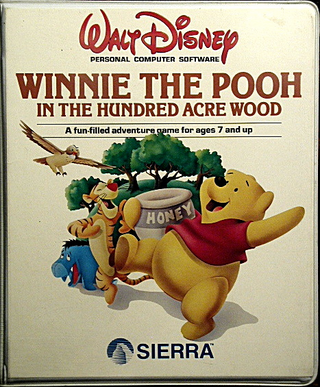 WALT DISNEY
PERSONAL COMPUTER SOFTWARE
WINNIE THE POOH
IN THE HUNDRED ACRE WOOD
A fun-filled adventure game for ages 7 and up
HONEY
SIERRA™